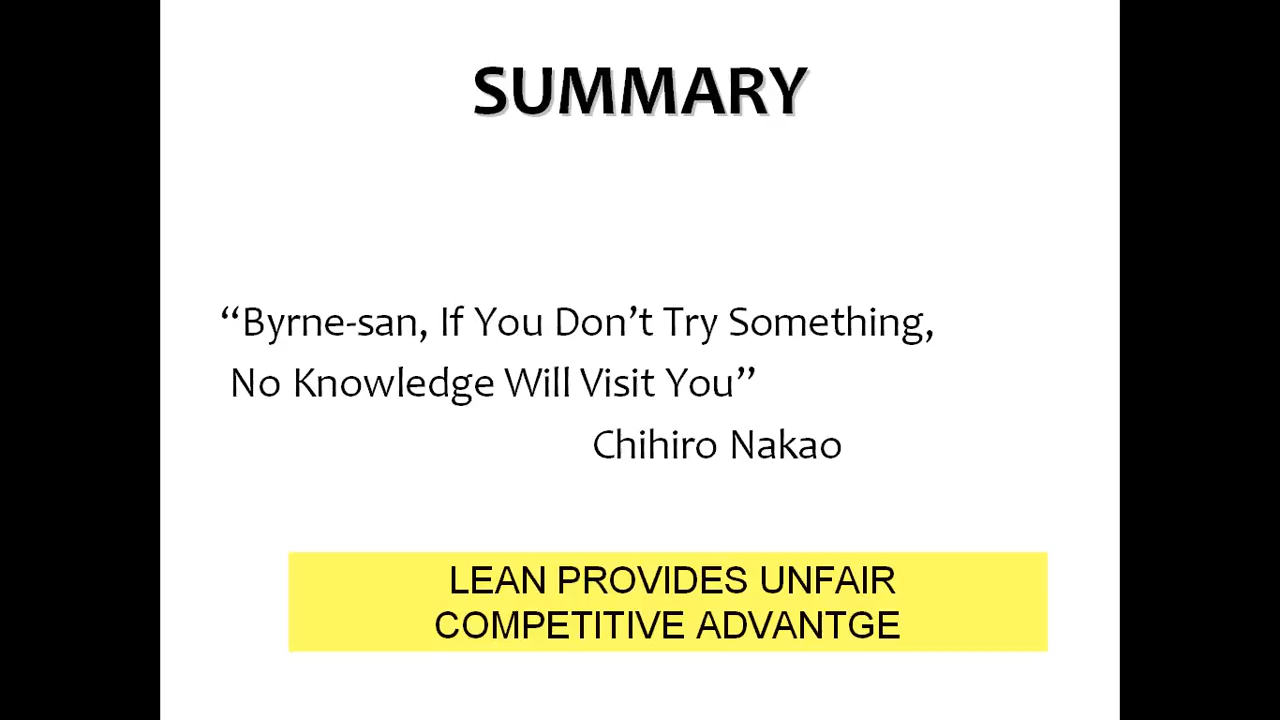 SUMMARY
“Byrne-san, If You Don’t Try Something,
No Knowledge Will Visit You”
Chihiro Nakao
LEAN PROVIDES UNFAIR
COMPETITIVE ADVANTGE